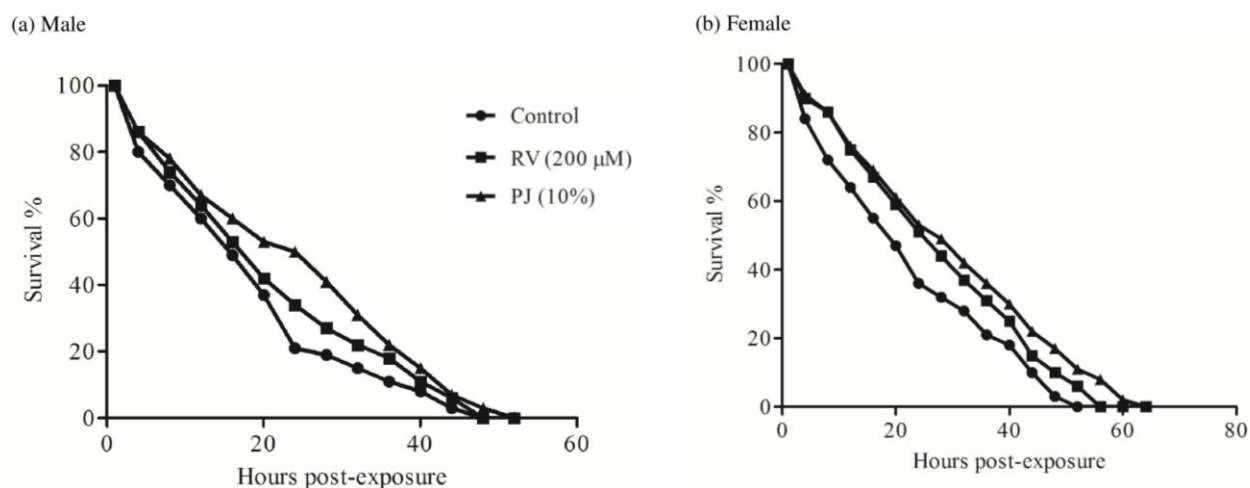 (a) Male
100
80
60
40
20
0
Survival %
0 20 40 60
Hours post-exposure
Control
RV (200 µM)
PJ (10%)
(b) Female
100
80
60
40
20
0
Survival %
0 20 40 60 80
Hours post-exposure